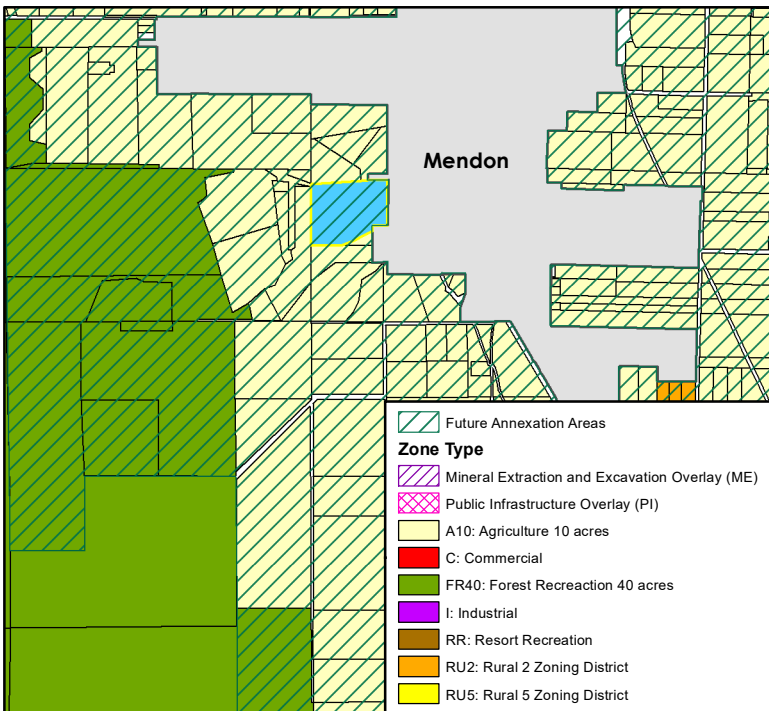 Mendon
Future Annexation Areas
Zone Type
Mineral Extraction and Excavation Overlay (ME)
Public Infrastructure Overlay (PI)
A10: Agriculture 10 acres
C: Commercial
FR40: Forest Recreaction 40 acres
I: Industrial
RR: Resort Recreation
RU2: Rural 2 Zoning District
RU5: Rural 5 Zoning District